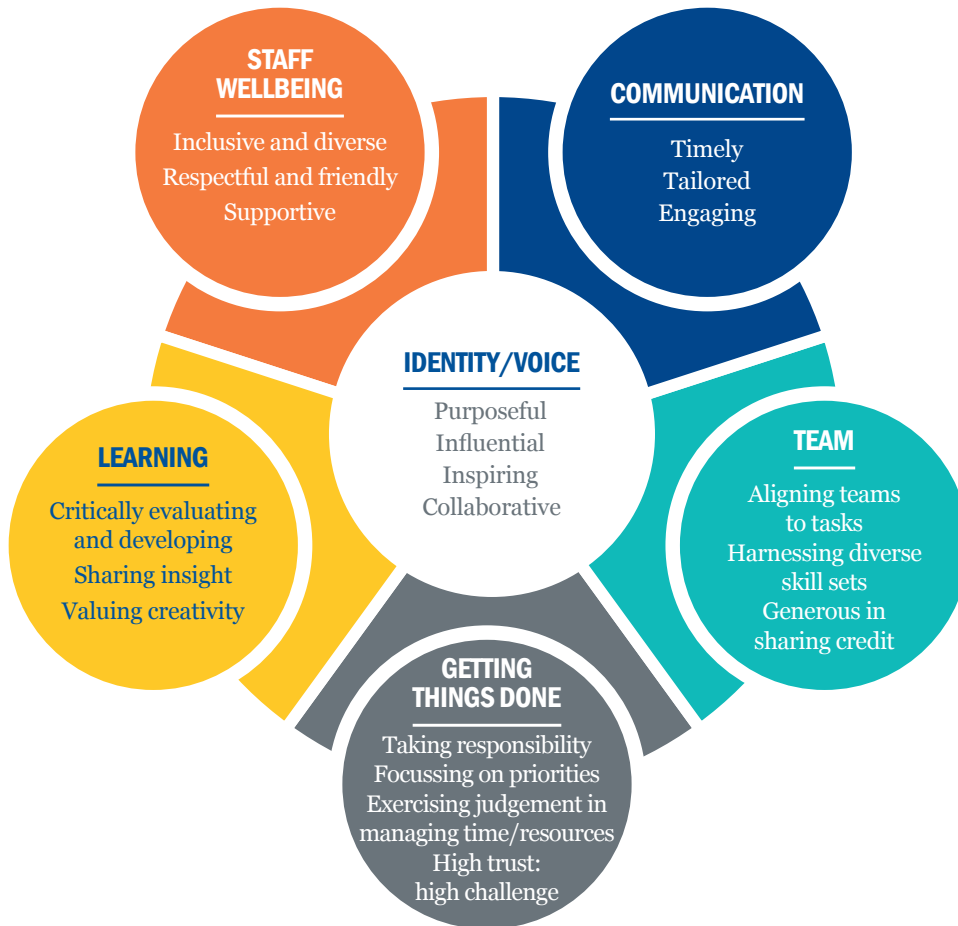 STAFF
WELLBEING
Inclusive and diverse
Respectful and friendly
Supportive
COMMUNICATION
Timely
Tailored
Engaging
IDENTITY/VOICE
Purposeful
Influential
Inspiring
Collaborative
LEARNING
Critically evaluating
and developing
Sharing insight
Valuing creativity
TEAM
Aligning teams
to tasks
Harnessing diverse
skill sets
Generous in
sharing credit
GETTING
THINGS DONE
Taking responsibility
Focussing on priorities
Exercising judgement in
managing time/resources
High trust:
high challenge